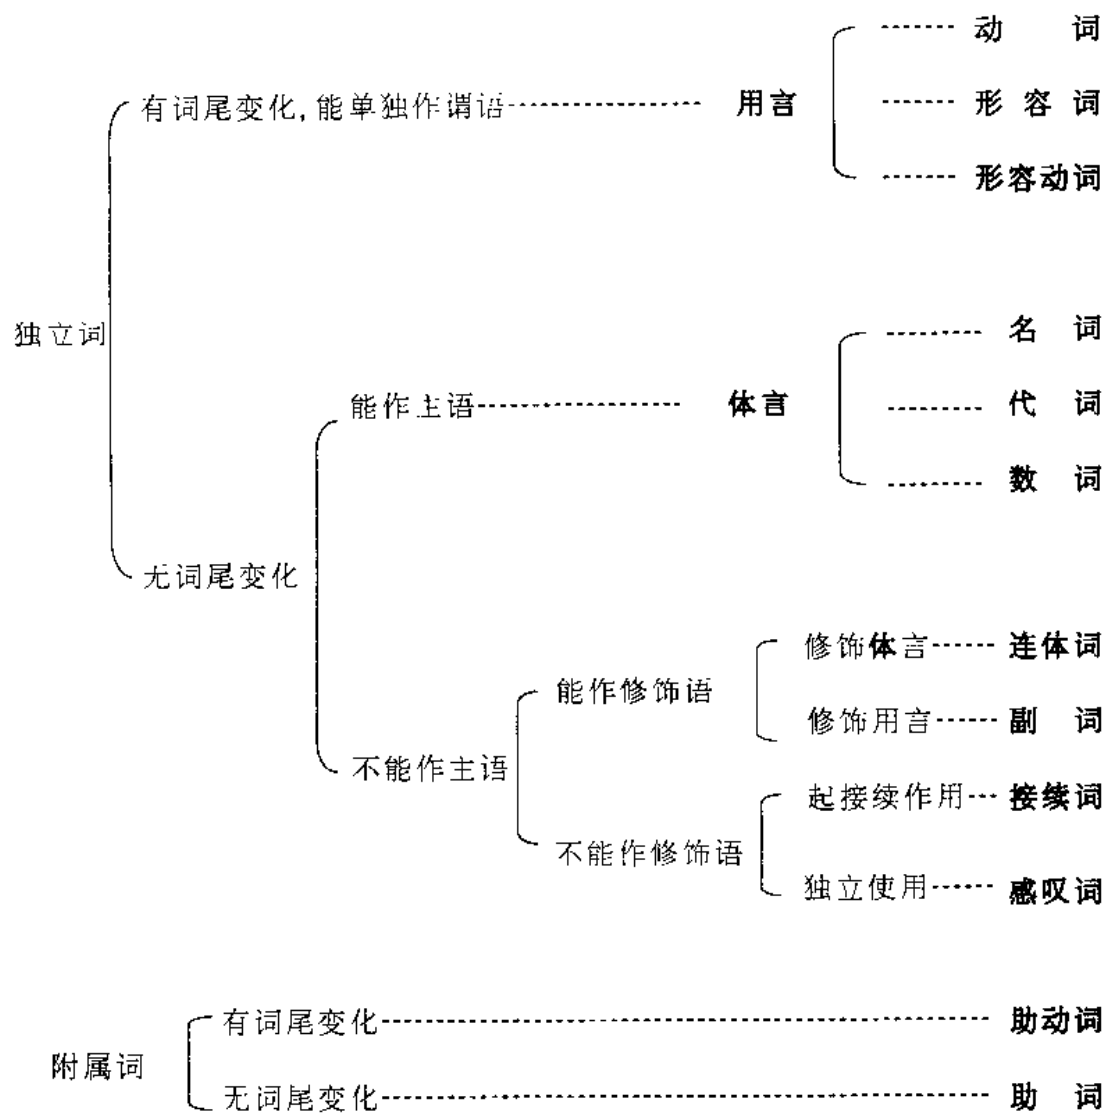 动 词
有词尾变化,能单独作谓语 用言 形容词
形容动词
独立词
名 词
能作主语 体言 代 词
数 词
无词尾变化
修饰体言 连体词
能作修饰语
修饰用言 副 词
不能作主语
起接续作用 接续词
不能作修饰语
独立使用 感叹词
有词尾变化 助动词
附属词
无词尾变化 助 词